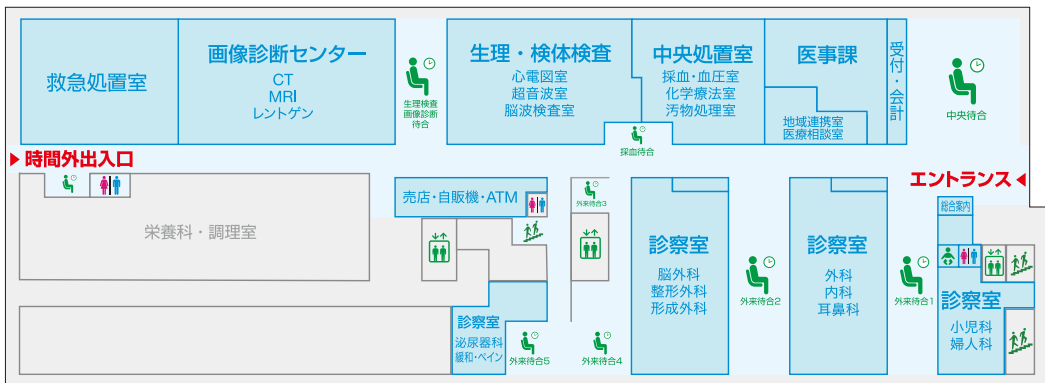 救急処置室
画像診断センター
CT
MRI
レントゲン
生理検査
画像診断
待合
生理・検体検査
心電図室
超音波室
脳波検査室
中央処置室
採血・血圧室
化学療法室
汚物処理室
採血待合
医事課
地域連携室
医療相談室
受付・会計
中央待合
時間外出入口
エントランス
栄養科・調理室
売店・自販機・ATM
外来待合3
診察室
脳外科
整形外科
形成外科
外来待合2
診察室
外科
内科
耳鼻科
外来待合1
総合案内
診察室
小児科
婦人科
診察室
泌尿器科
緩和・ペイン
外来待合5
外来待合4